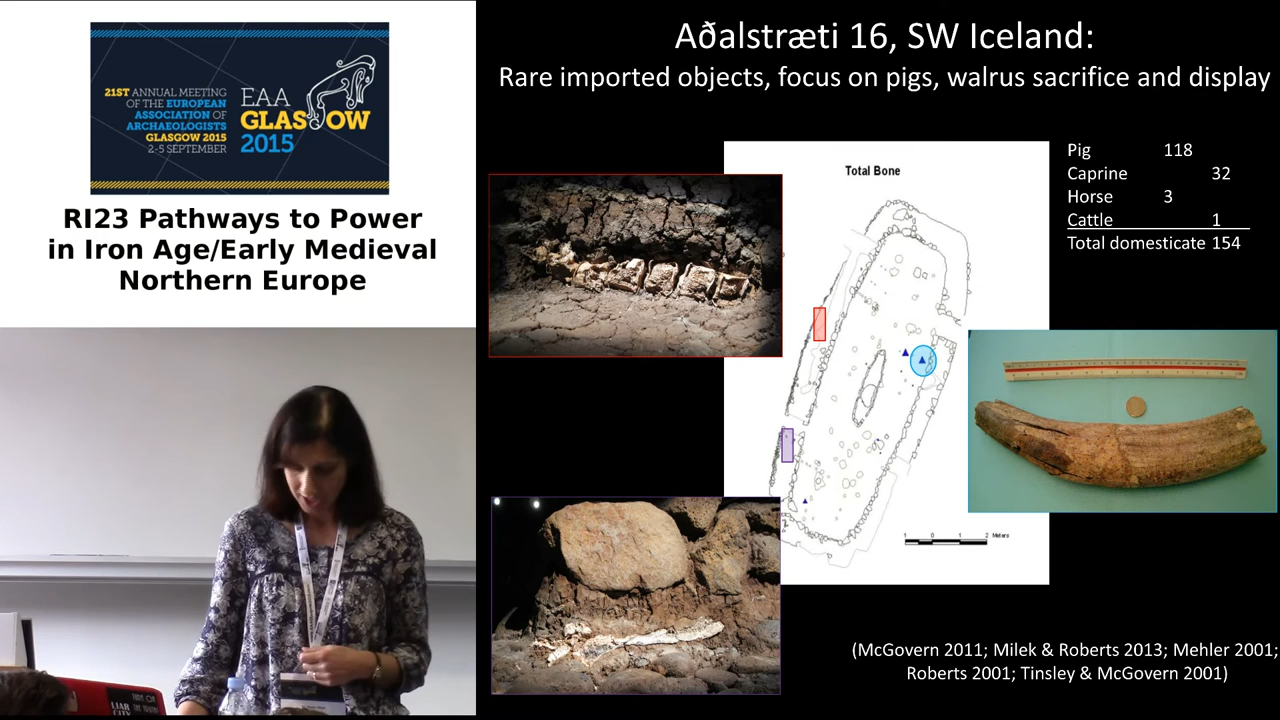 21ST ANNUAL MEETING
OF THE EUROPEAN
ASSOCIATION OF
ARCHAEOLOGISTS
GLASGOW 2015
2-5 SEPTEMBER
EAA
GLASGOW
2015
RI23 Pathways to Power
in Iron Age/Early Medieval
Northern Europe
LIAR
CITY
Aðalstræti 16, SW Iceland:
Rare imported objects, focus on pigs, walrus sacrifice and display
Total Bone
1 0 1 2 Meters
Pig 118
Caprine 32
Horse 3
Cattle 1
Total domesticate 154
(McGovern 2011; Milek & Roberts 2013; Mehler 2001;
Roberts 2001; Tinsley & McGovern 2001)